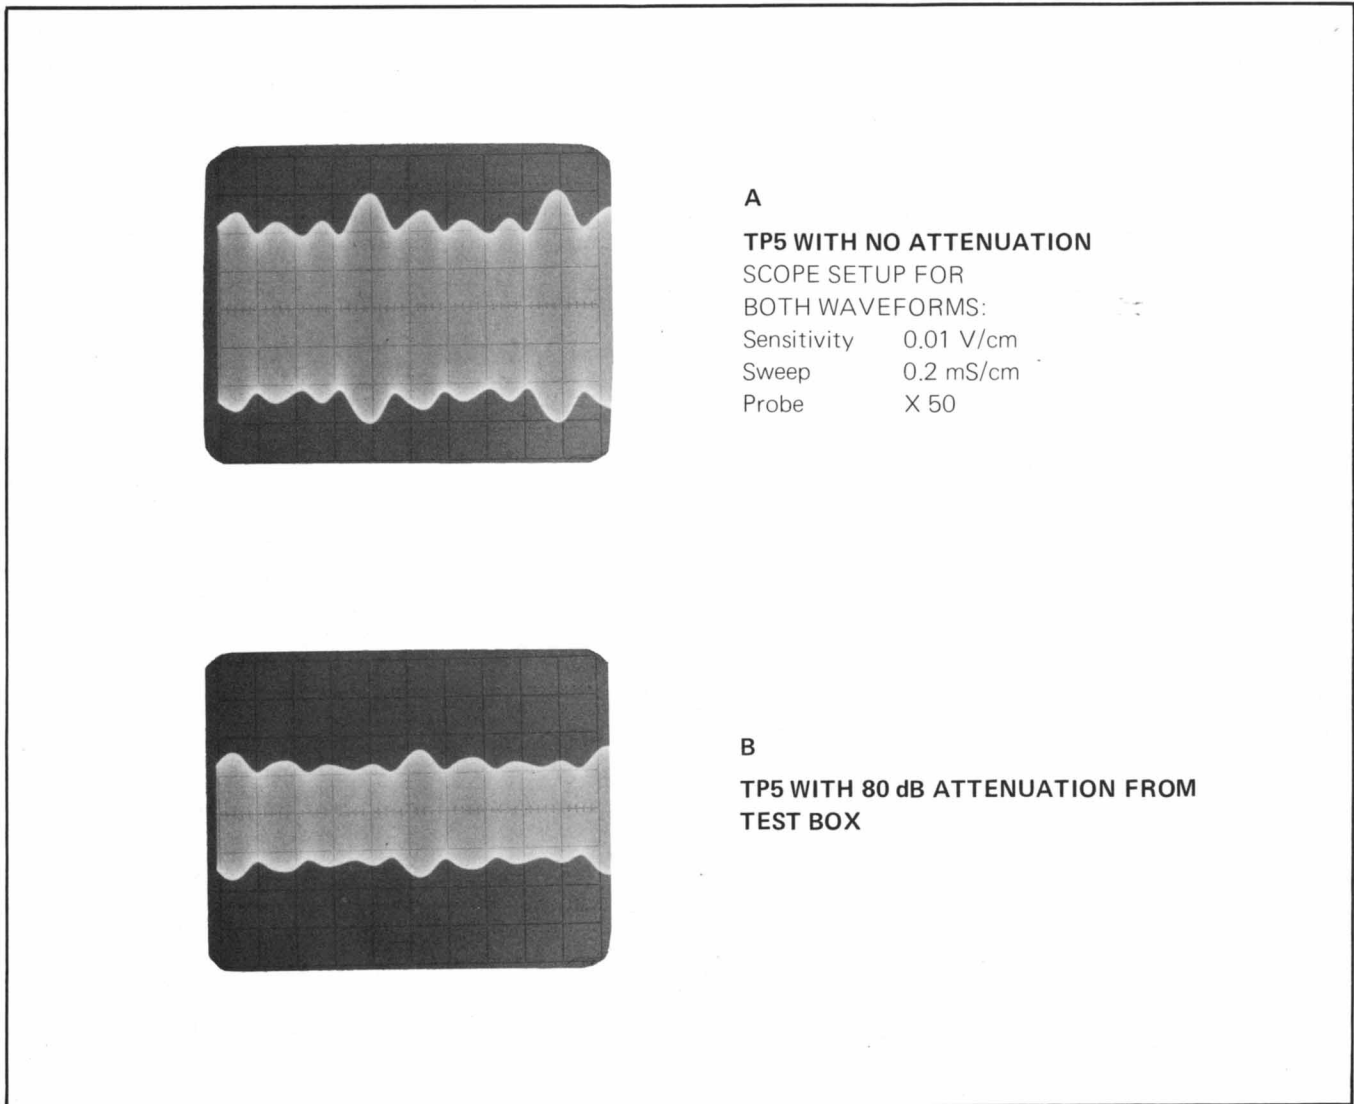 A
TP5 WITH NO ATTENUATION
SCOPE SETUP FOR
BOTH WAVEFORMS:
Sensitivity 0.01 V/cm
Sweep 0.2 mS/cm
Probe X 50
B
TP5 WITH 80 dB ATTENUATION FROM
TEST BOX